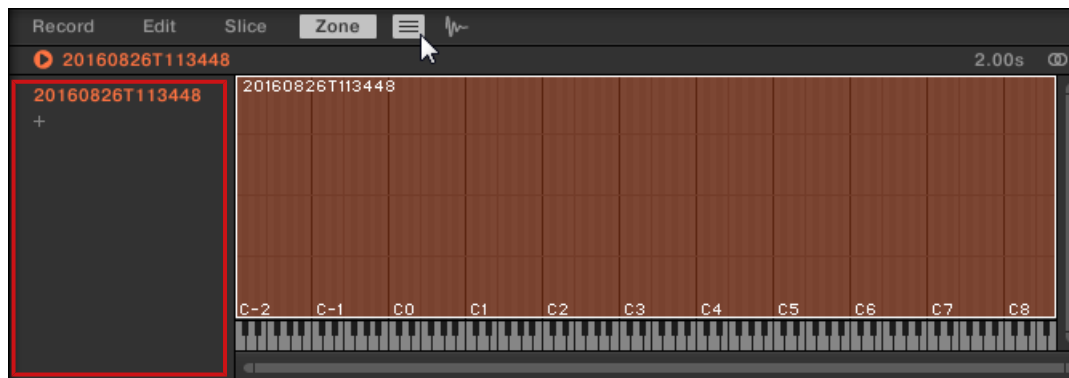 Record Edit Slice Zone
20160826T113448 2.00s
20160826T113448
+
20160826T113448
C-2 C-1 C0 C1 C2 C3 C4 C5 C6 C7 C8